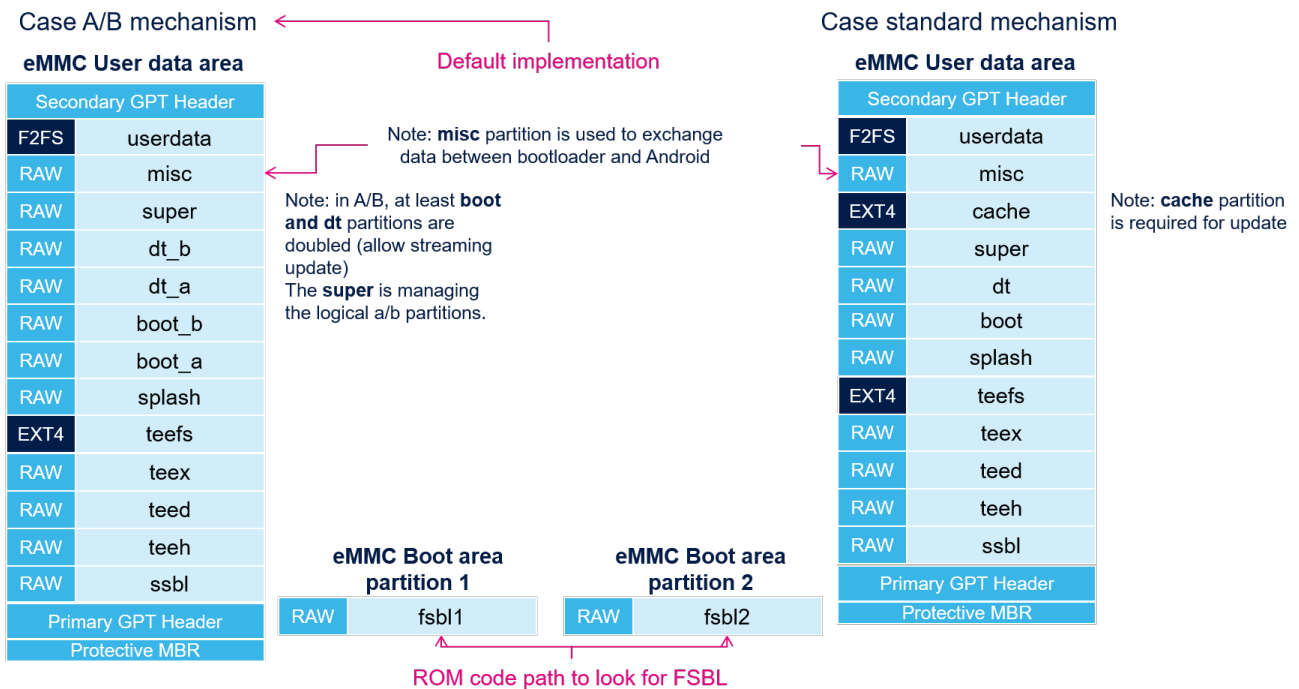 Case A/B mechanism
Default implementation
Case standard mechanism
eMMC User data area
Secondary GPT Header
F2FS userdata
RAW misc
RAW super
RAW dt_b
RAW dt_a
RAW boot_b
RAW boot_a
RAW splash
EXT4 teefs
RAW teex
RAW teed
RAW teeh
RAW ssbl
Primary GPT Header
Protective MBR
Note: misc partition is used to exchange
data between bootloader and Android
Note: in A/B, at least boot
and dt partitions are
doubled (allow streaming
update)
The super is managing
the logical a/b partitions.
eMMC Boot area
partition 1
RAW fsbl1
eMMC Boot area
partition 2
RAW fsbl2
ROM code path to look for FSBL
eMMC User data area
Secondary GPT Header
F2FS userdata
RAW misc
EXT4 cache
RAW super
RAW dt
RAW boot
RAW splash
EXT4 teefs
RAW teex
RAW teed
RAW teeh
RAW ssbl
Primary GPT Header
Protective MBR
Note: cache partition
is required for update